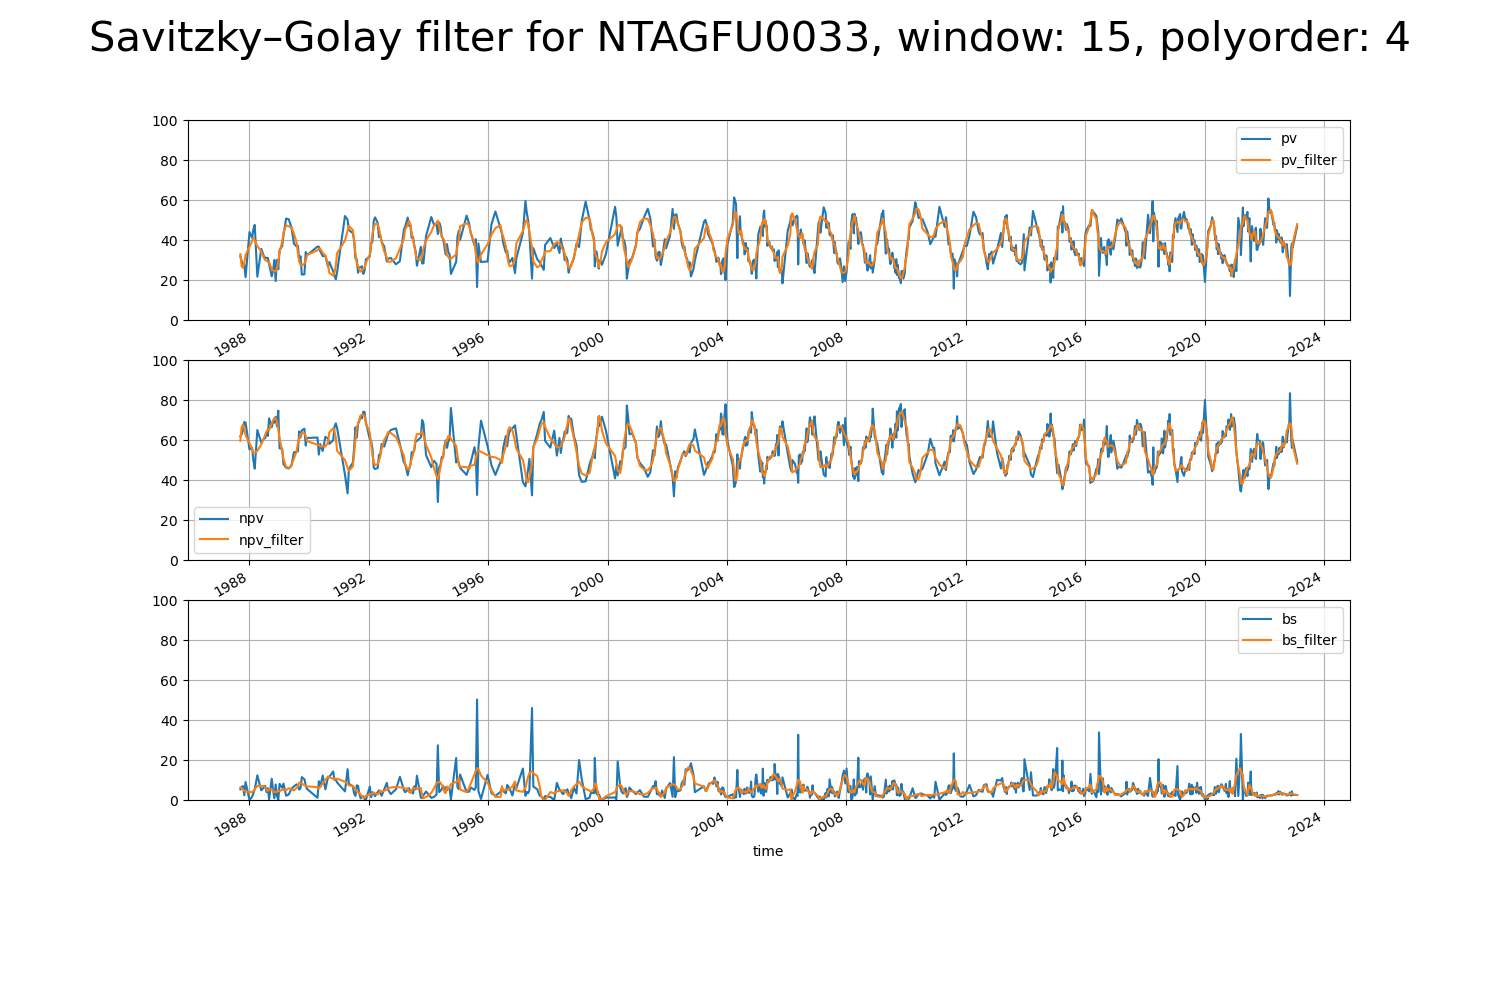 Savitzky–Golay filter for NTAGFU0033, window: 15, polyorder: 4
100
80
60
40
20
0
pv
pv_filter
1988 1992 1996 2000 2004 2008 2012 2016 2020 2024
100
80
60
40
20
0
npv
npv_filter
1988 1992 1996 2000 2004 2008 2012 2016 2020 2024
100
80
60
40
20
0
bs
bs_filter
1988 1992 1996 2000 2004 2008 2012 2016 2020 2024
time